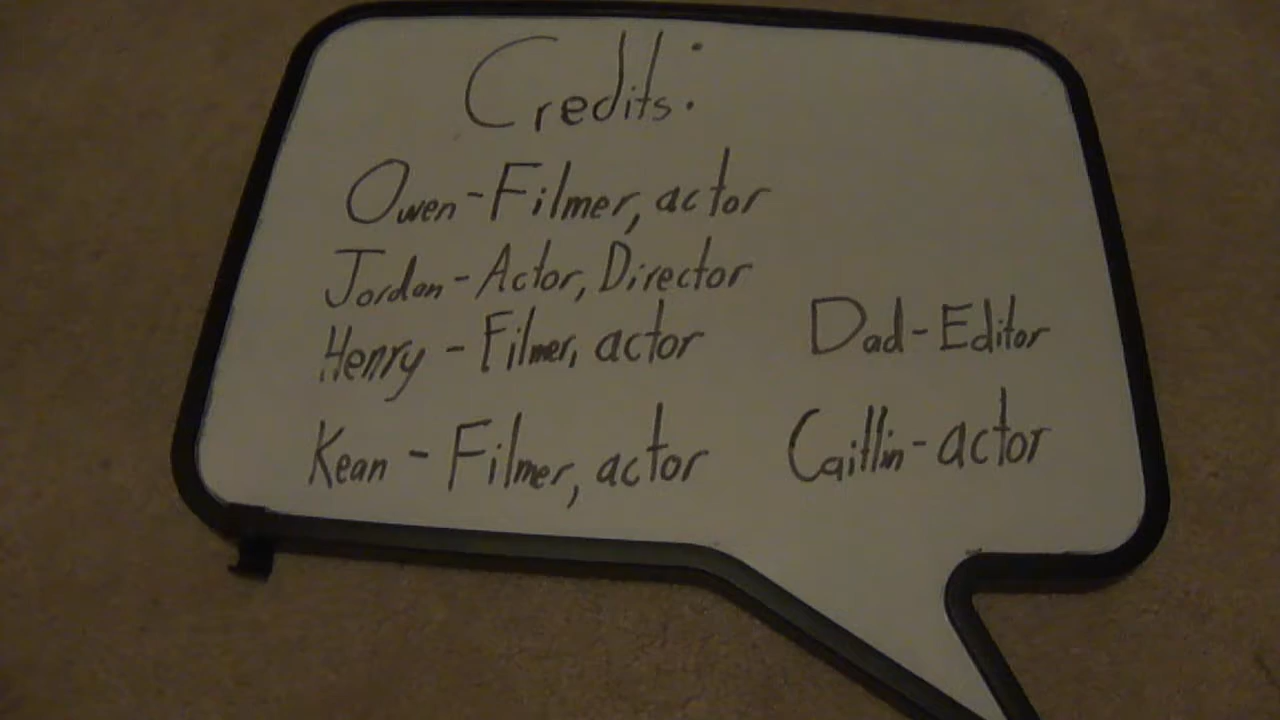 Credits:
Owen-Filmer, actor
Jordan-Actor, Director
Henry - Filmer, actor
Kean - Filmer, actor
Dad-Editor
Caitlin-actor